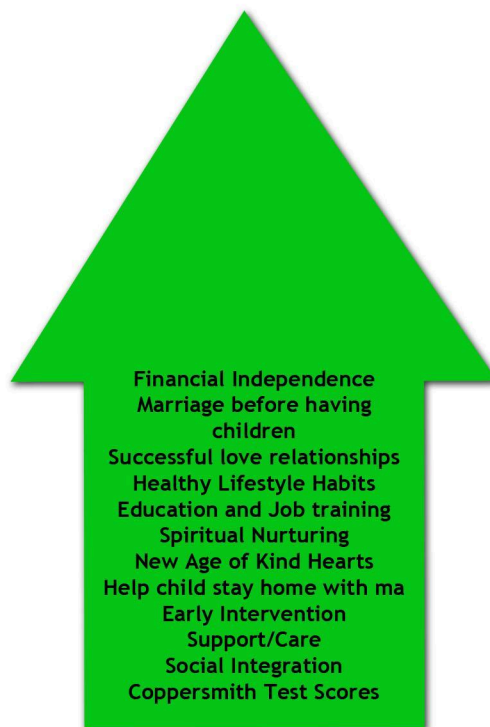 Financial Independence
Marriage before having
children
Successful love relationships
Healthy Lifestyle Habits
Education and Job training
Spiritual Nurturing
New Age of Kind Hearts
Help child stay home with ma
Early Intervention
Support/Care
Social Integration
Coppersmith Test Scores